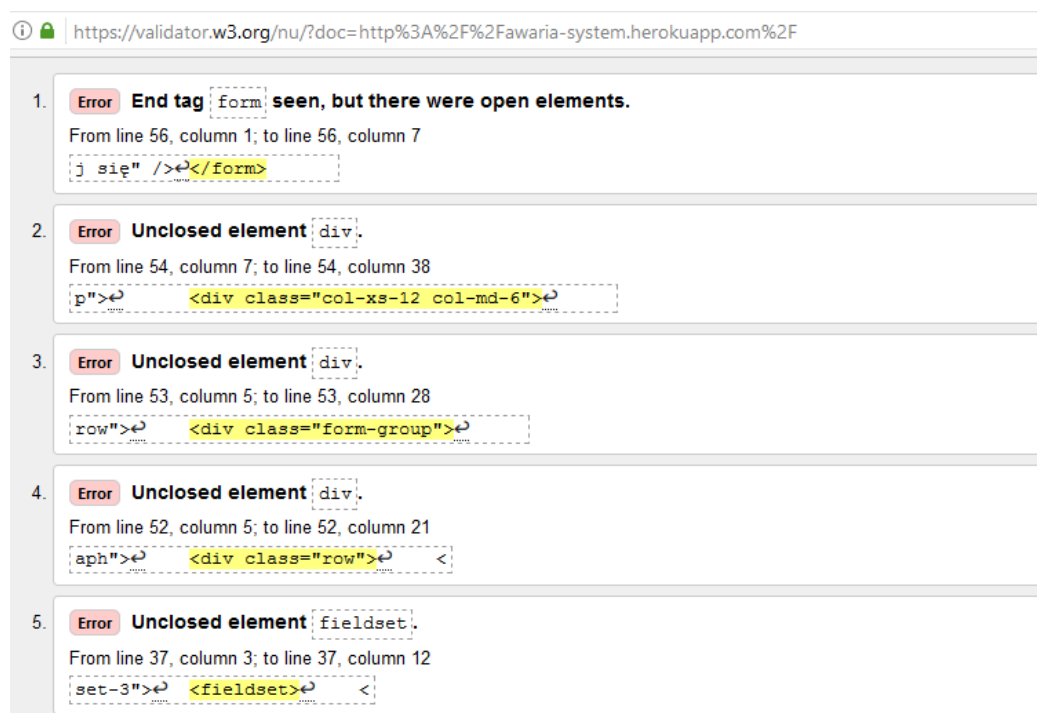 https://validator.w3.org/nu/?doc=http%3A%2F%2Fawaria-system.herokuapp.com%2F
1. Error End tag form seen, but there were open elements.
From line 56, column 1; to line 56, column 7
j się" />↩</form>
2. Error Unclosed element div.
From line 54, column 7; to line 54, column 38
p">↩ <div class="col-xs-12 col-md-6">↩
3. Error Unclosed element div.
From line 53, column 5; to line 53, column 28
row">↩ <div class="form-group">↩
4. Error Unclosed element div.
From line 52, column 5; to line 52, column 21
aph">↩ <div class="row">↩ <
5. Error Unclosed element fieldset.
From line 37, column 3; to line 37, column 12
set-3">↩ <fieldset>↩ <